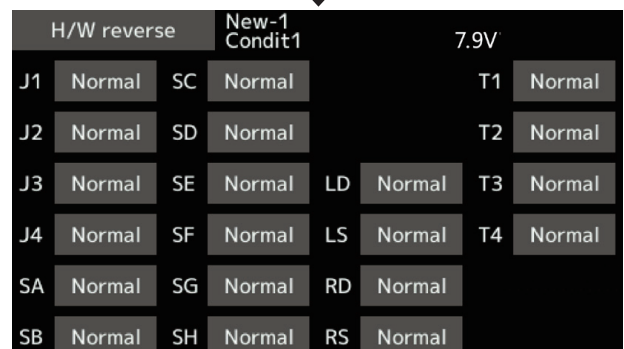 H/W reverse New-1
Condit1 7.9V
J1 Normal SC Normal T1 Normal
J2 Normal SD Normal T2 Normal
J3 Normal SE Normal LD Normal T3 Normal
J4 Normal SF Normal LS Normal T4 Normal
SA Normal SG Normal RD Normal
SB Normal SH Normal RS Normal